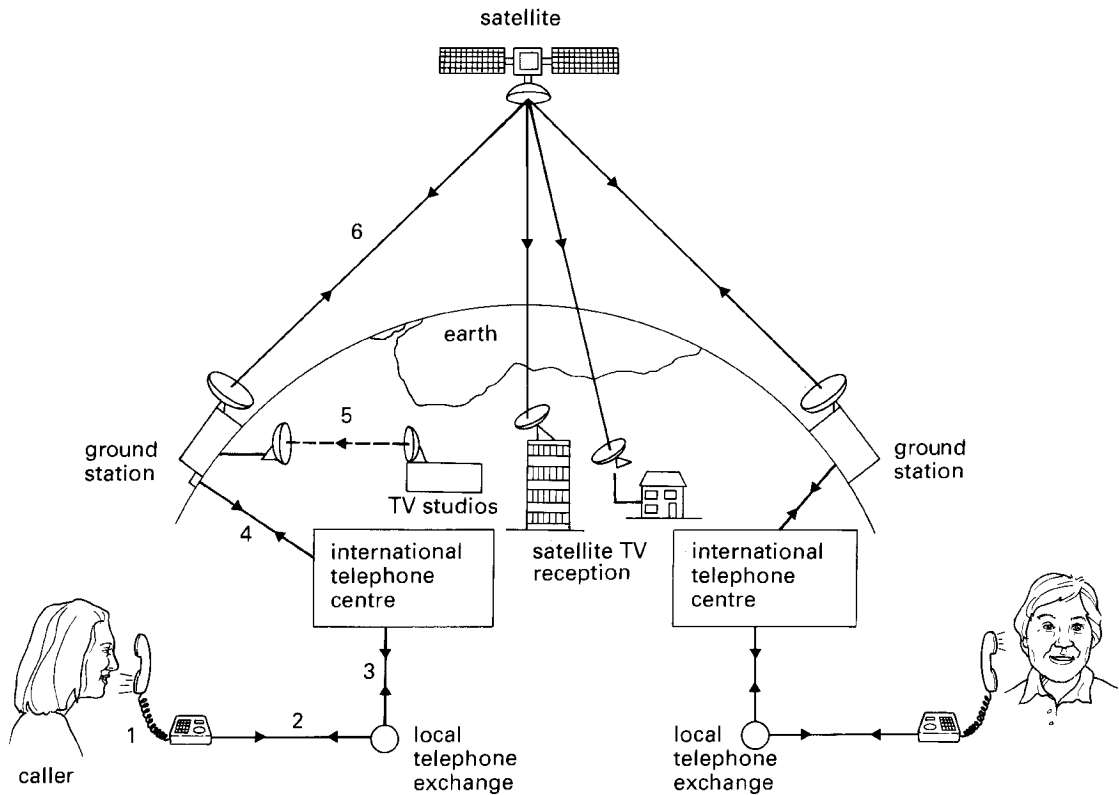 satellite
6
earth
5
ground
station
TV studios
4
satellite TV
reception
ground
station
international
telephone
centre
international
telephone
centre
3
1
2
caller
local
telephone
exchange
local
telephone
exchange